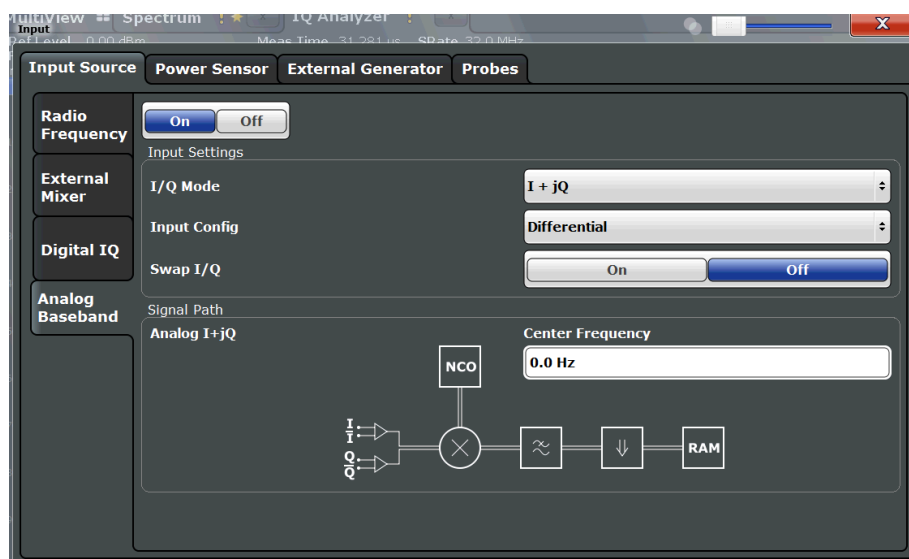 MultiView Spectrum ! X IQ Analyzer !
Input
Ref Level 0.00 dBm Meas Time 31.281 us SRate 32.0 MHz
X
Input Source Power Sensor External Generator Probes
Radio
Frequency
On Off
Input Settings
External
Mixer
I/Q Mode
I + jQ
Input Config
Differential
Digital IQ
Swap I/Q
On Off
Analog
Baseband
Signal Path
Analog I+jQ
Center Frequency
0.0 Hz
NCO
I
I
Q
Q
RAM